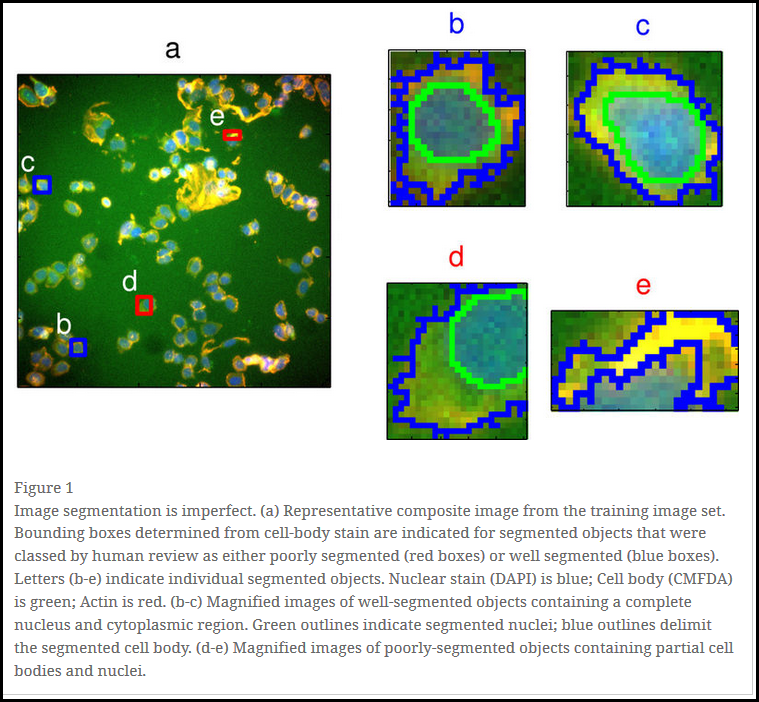 a
b
c
e
c
d
b
d
e
Figure 1
Image segmentation is imperfect. (a) Representative composite image from the training image set.
Bounding boxes determined from cell-body stain are indicated for segmented objects that were
classed by human review as either poorly segmented (red boxes) or well segmented (blue boxes).
Letters (b-e) indicate individual segmented objects. Nuclear stain (DAPI) is blue; Cell body (CMFDA)
is green; Actin is red. (b-c) Magnified images of well-segmented objects containing a complete
nucleus and cytoplasmic region. Green outlines indicate segmented nuclei; blue outlines delimit
the segmented cell body. (d-e) Magnified images of poorly-segmented objects containing partial cell
bodies and nuclei.